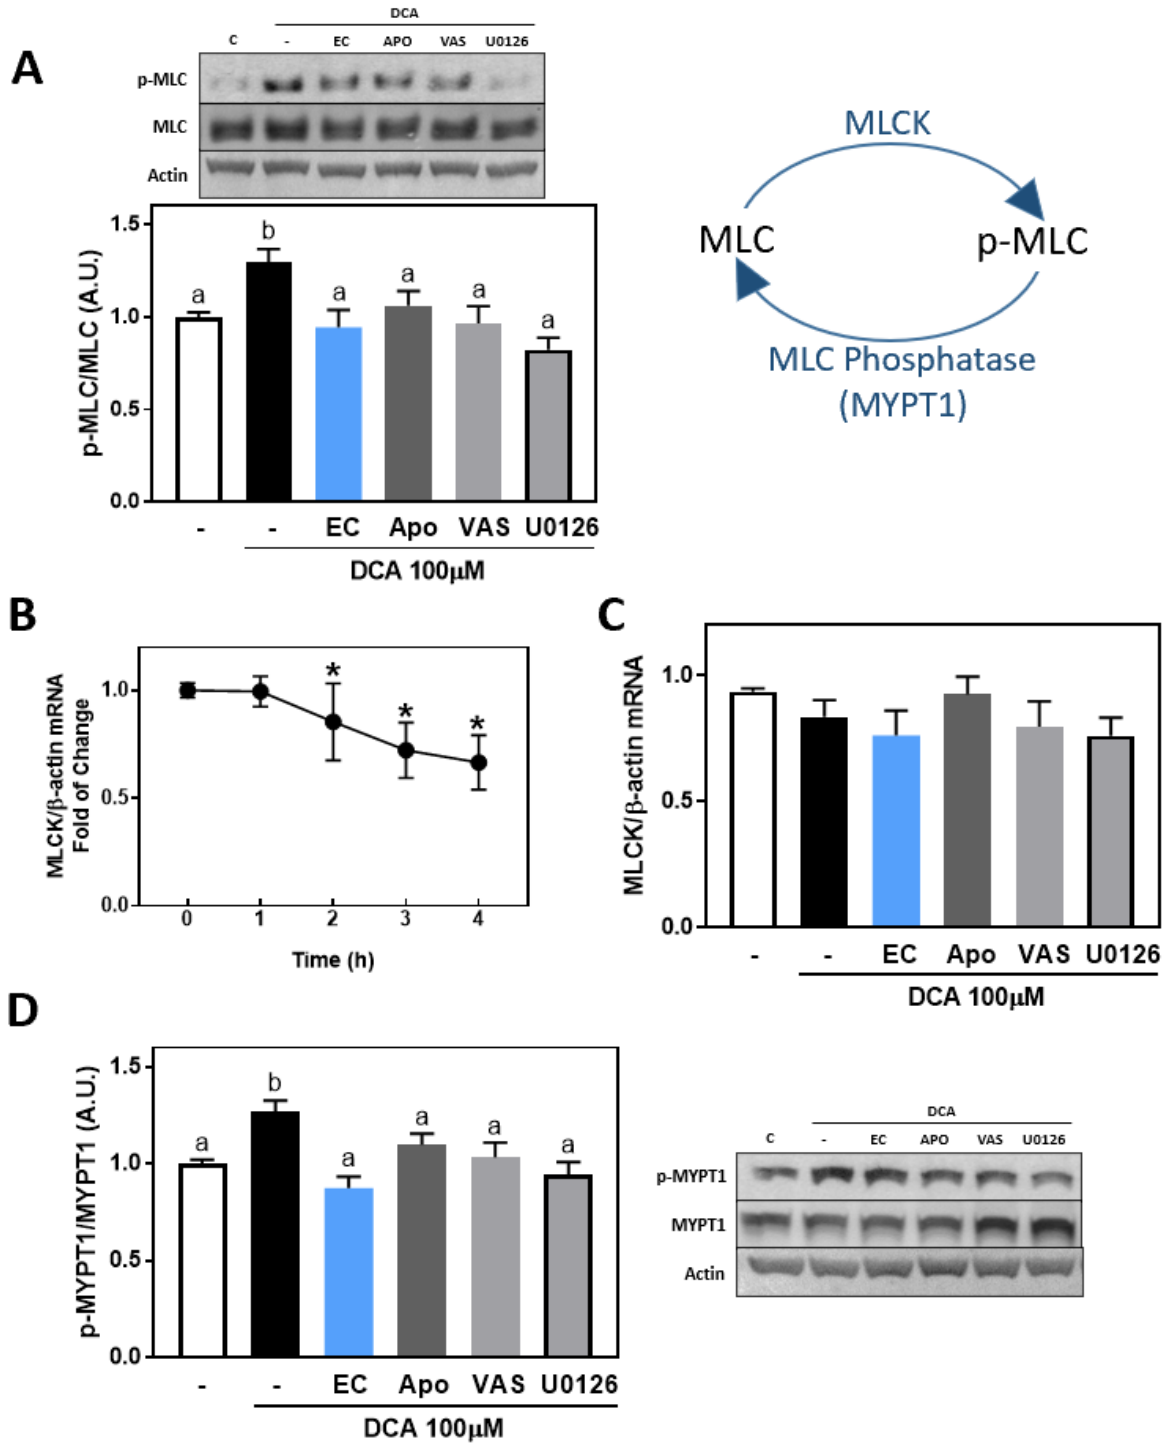 A
DCA
C - EC APO VAS U0126
p-MLC
MLC
Actin
p-MLC/MLC (A.U.)
1.5
1.0
0.5
0.0
a b a a a a
- - EC Apo VAS U0126
DCA 100μM
MLCK
MLC p-MLC
MLC Phosphatase
(MYPT1)
B
MLCK/β-actin mRNA
Fold of Change
1.0
0.5
0.0
* * *
0 1 2 3 4
Time (h)
C
MLCK/β-actin mRNA
1.0
0.5
0.0
- - EC Apo VAS U0126
DCA 100μM
D
p-MYPT1/MYPT1 (A.U.)
1.5
1.0
0.5
0.0
a b a a a a
- - EC Apo VAS U0126
DCA 100μM
DCA
C - EC APO VAS U0126
p-MYPT1
MYPT1
Actin